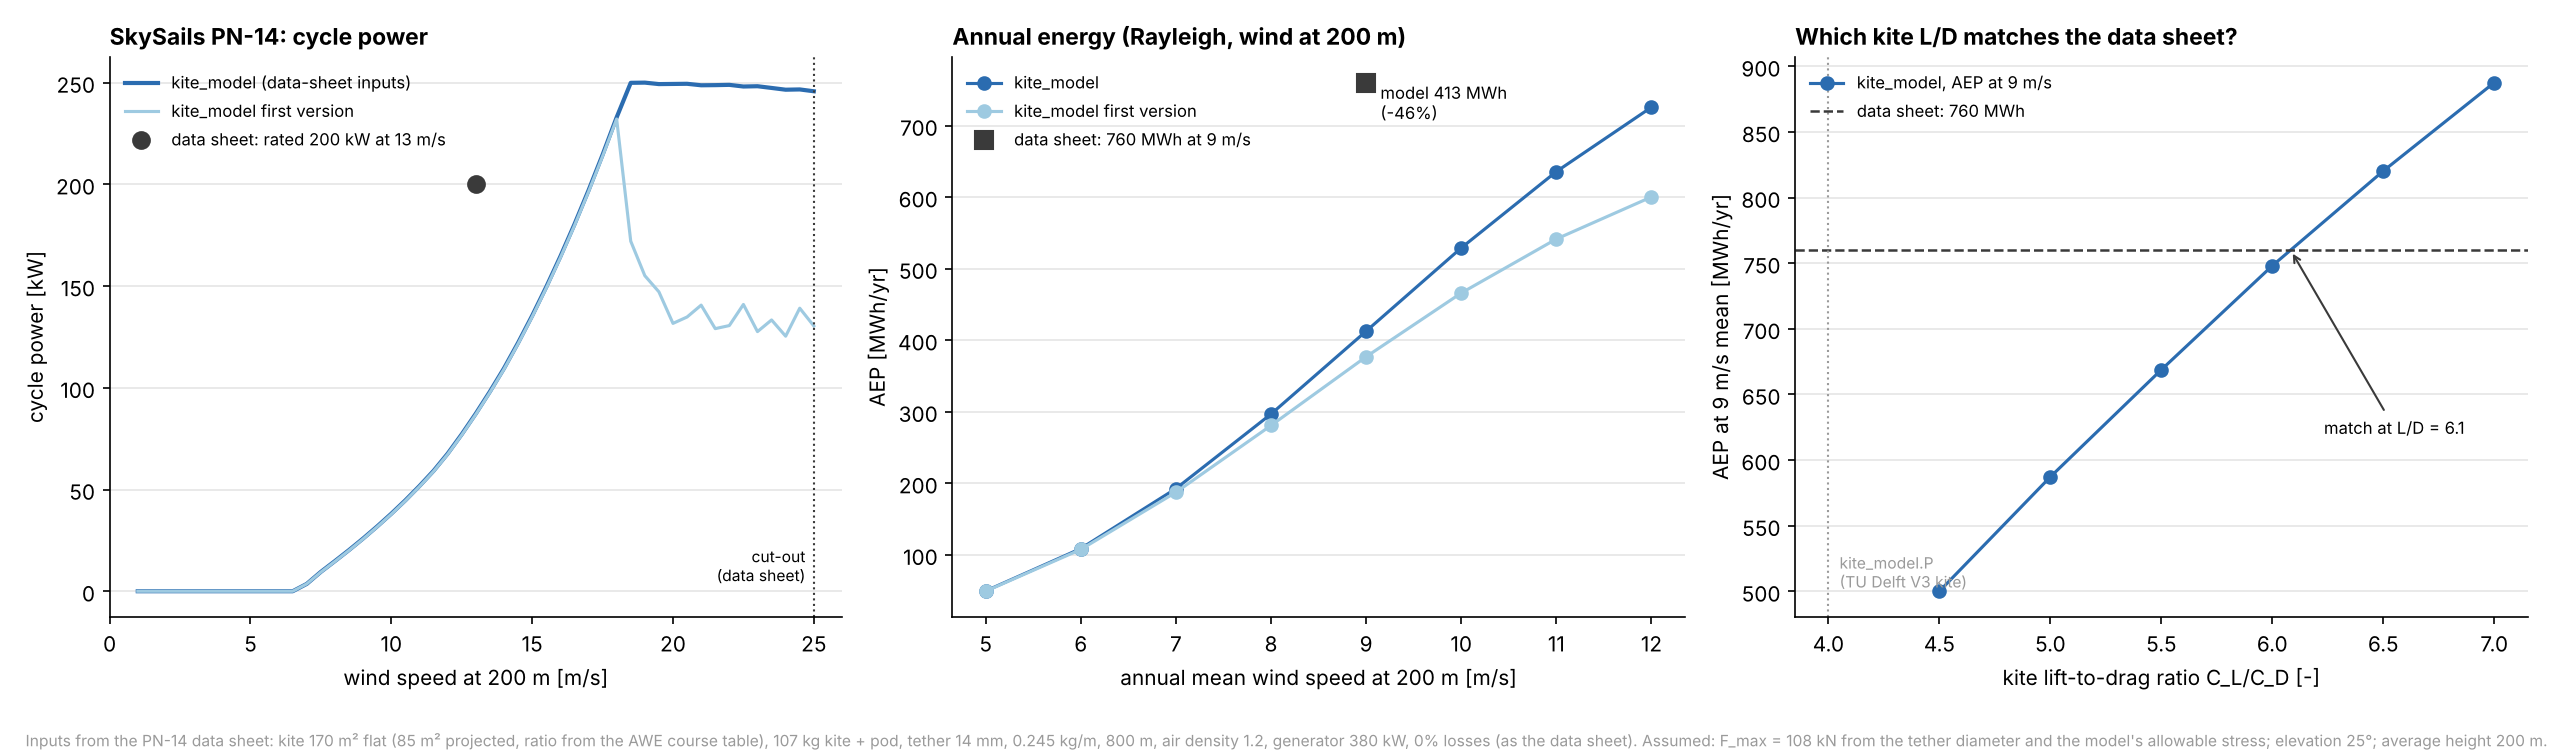 SkySails PN-14: cycle power
kite_model (data-sheet inputs)
kite_model first version
data sheet: rated 200 kW at 13 m/s
cut-out
(data sheet)
250
200
150
100
50
0
cycle power [kW]
0
5
10
15
20
25
wind speed at 200 m [m/s]
Annual energy (Rayleigh, wind at 200 m)
kite_model
kite_model first version
data sheet: 760 MWh at 9 m/s
model 413 MWh
(-46%)
700
600
500
400
300
200
100
AEP [MWh/yr]
5
6
7
8
9
10
11
12
annual mean wind speed at 200 m [m/s]
Which kite L/D matches the data sheet?
kite_model, AEP at 9 m/s
data sheet: 760 MWh
match at L/D = 6.1
kite_model.P
(TU Delft V3 kite)
900
850
800
750
700
650
600
550
500
AEP at 9 m/s mean [MWh/yr]
4.0
4.5
5.0
5.5
6.0
6.5
7.0
kite lift-to-drag ratio C_L/C_D [-]
Inputs from the PN-14 data sheet: kite 170 m² flat (85 m² projected, ratio from the AWE course table), 107 kg kite + pod, tether 14 mm, 0.245 kg/m, 800 m, air density 1.2, generator 380 kW, 0% losses (as the data sheet). Assumed: F_max = 108 kN from the tether diameter and the model's allowable stress; elevation 25°; average height 200 m.